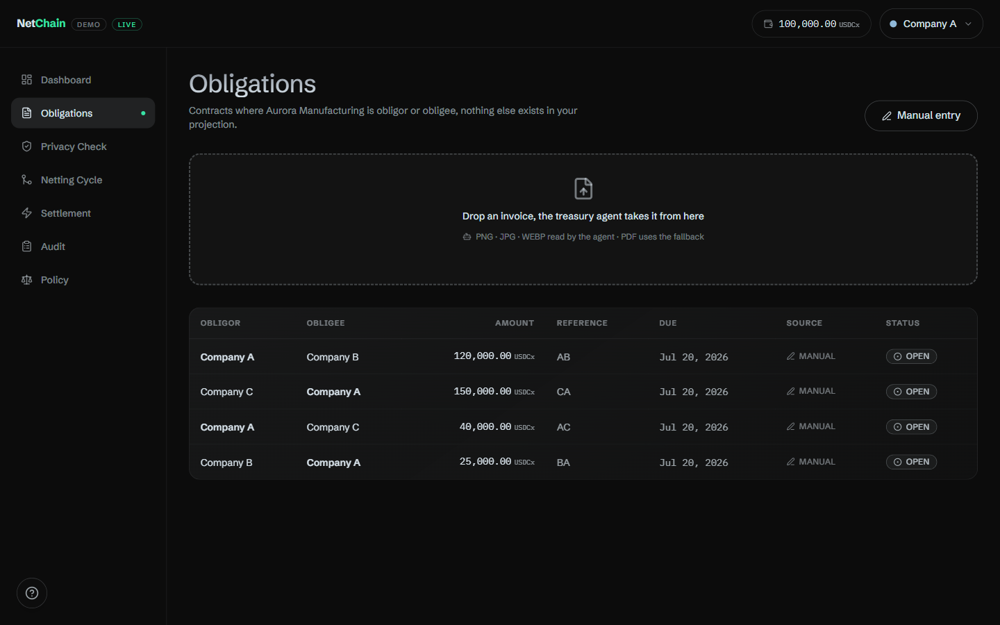 NetChain DEMO LIVE
100,000.00 USDCx
Company A
Dashboard
Obligations
Privacy Check
Netting Cycle
Settlement
Audit
Policy
Obligations
Contracts where Aurora Manufacturing is obligor or obligee, nothing else exists in your
projection.
Manual entry
Drop an invoice, the treasury agent takes it from here
PNG · JPG · WEBP read by the agent · PDF uses the fallback
OBLIGOR OBLIGEE AMOUNT REFERENCE DUE SOURCE STATUS
Company A Company B 120,000.00 USDCx AB Jul 20, 2026 MANUAL OPEN
Company C Company A 150,000.00 USDCx CA Jul 20, 2026 MANUAL OPEN
Company A Company C 40,000.00 USDCx AC Jul 20, 2026 MANUAL OPEN
Company B Company A 25,000.00 USDCx BA Jul 20, 2026 MANUAL OPEN